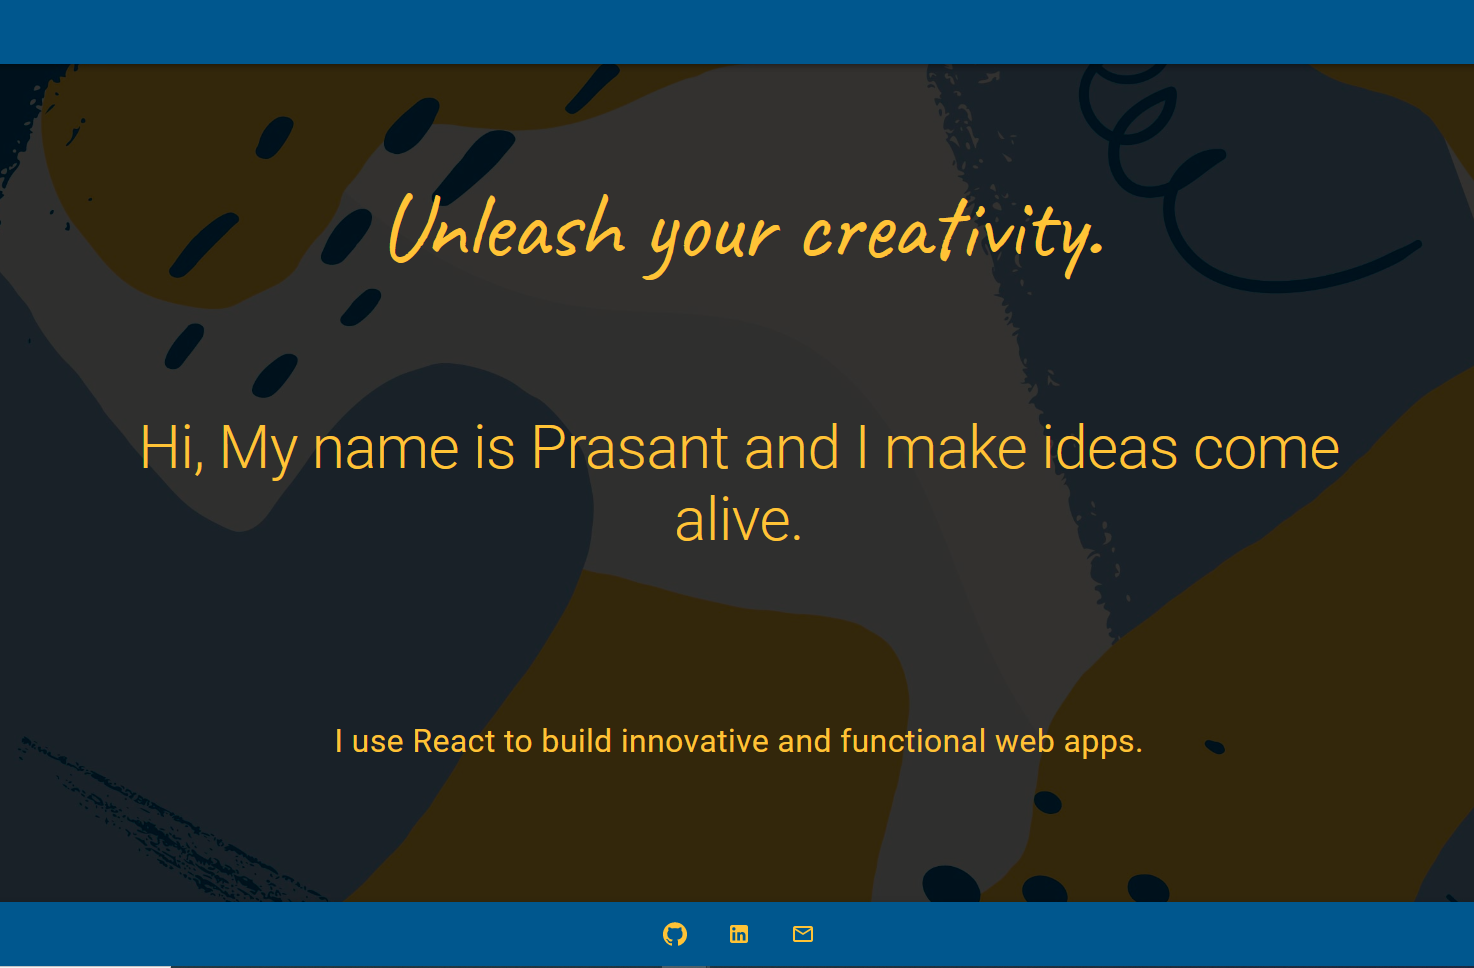 Unleash your creativity.
Hi, My name is Prasant and I make ideas come
alive.
I use React to build innovative and functional web apps.